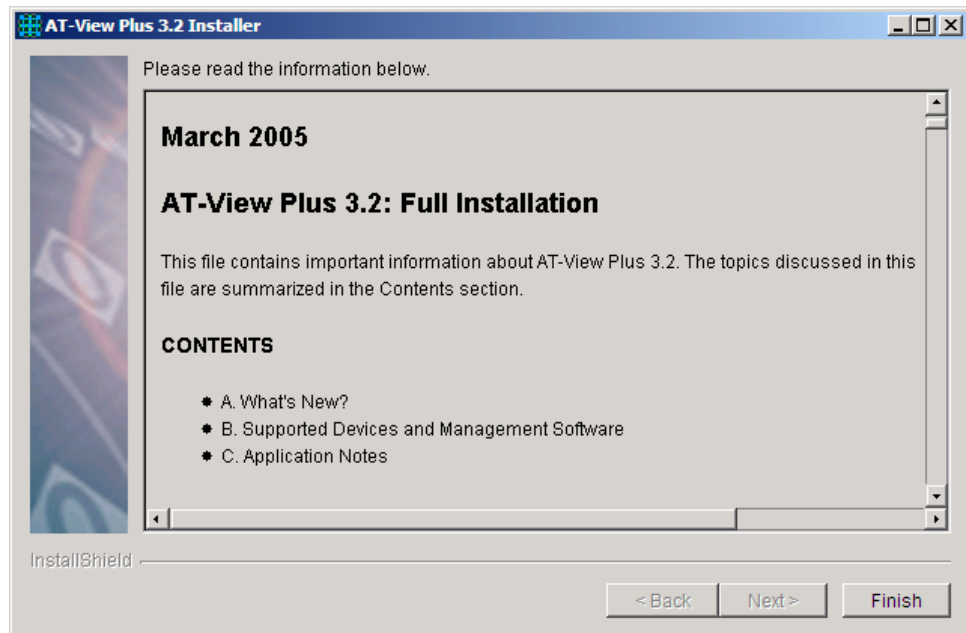 AT-View Plus 3.2 Installer
Please read the information below.
March 2005
AT-View Plus 3.2: Full Installation
This file contains important information about AT-View Plus 3.2. The topics discussed in this
file are summarized in the Contents section.
CONTENTS
A. What's New?
B. Supported Devices and Management Software
C. Application Notes
InstallShield
< Back
Next >
Finish